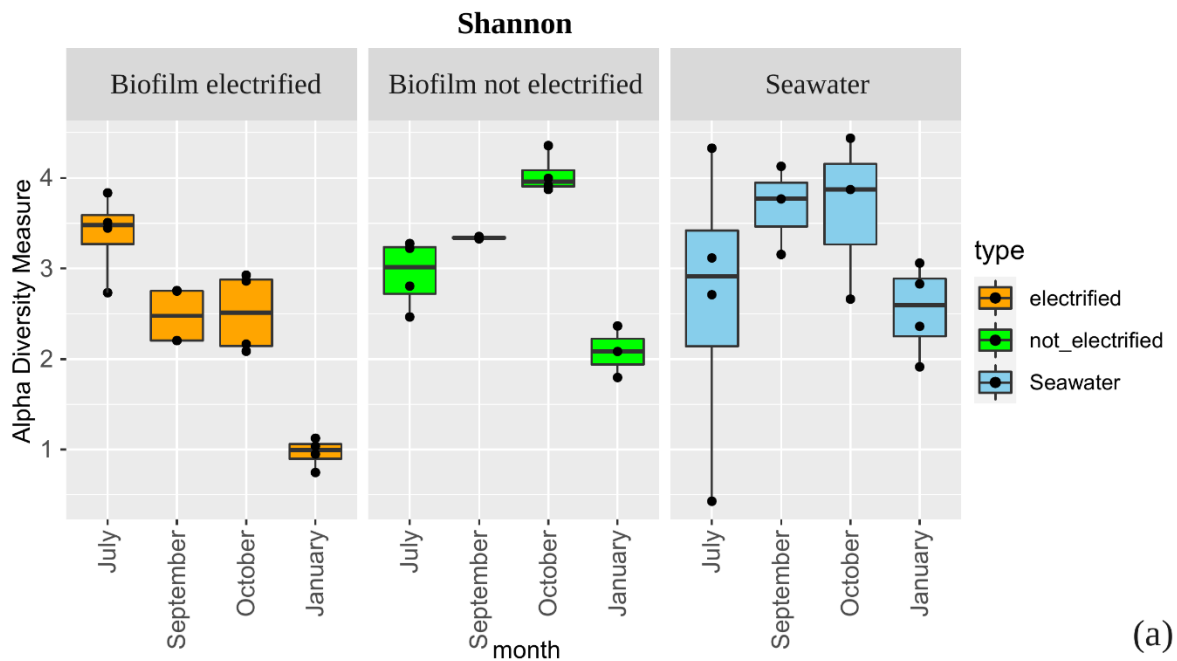 Shannon
Biofilm electrified
Biofilm not electrified
Seawater
Alpha Diversity Measure
4
3
2
1
July
September
October
January
July
September
October
January
July
September
October
January
month
type
electrified
not_electrified
Seawater
(a)